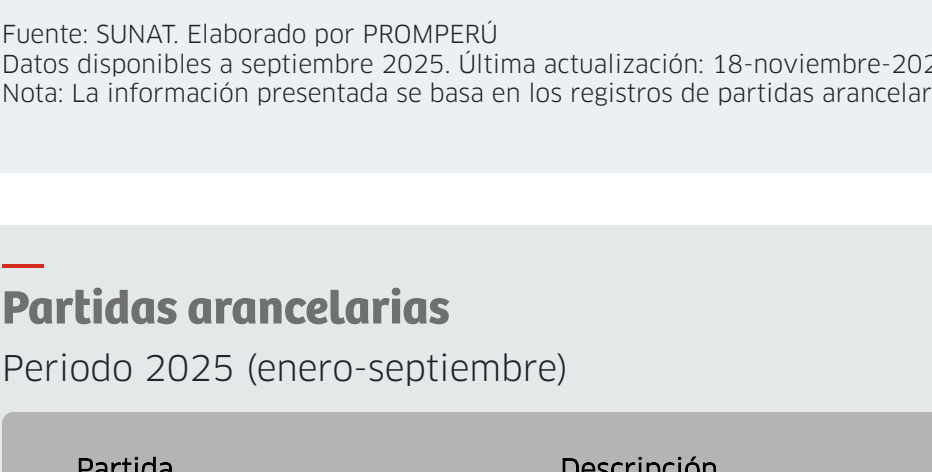 Fuente: SUNAT. Elaborado por PROMPERÚ
Datos disponibles a septiembre 2025. Última actualización: 18-noviembre-202
Nota: La información presentada se basa en los registros de partidas arancelar
Partidas arancelarias
Periodo 2025 (enero-septiembre)
Partida Descripción